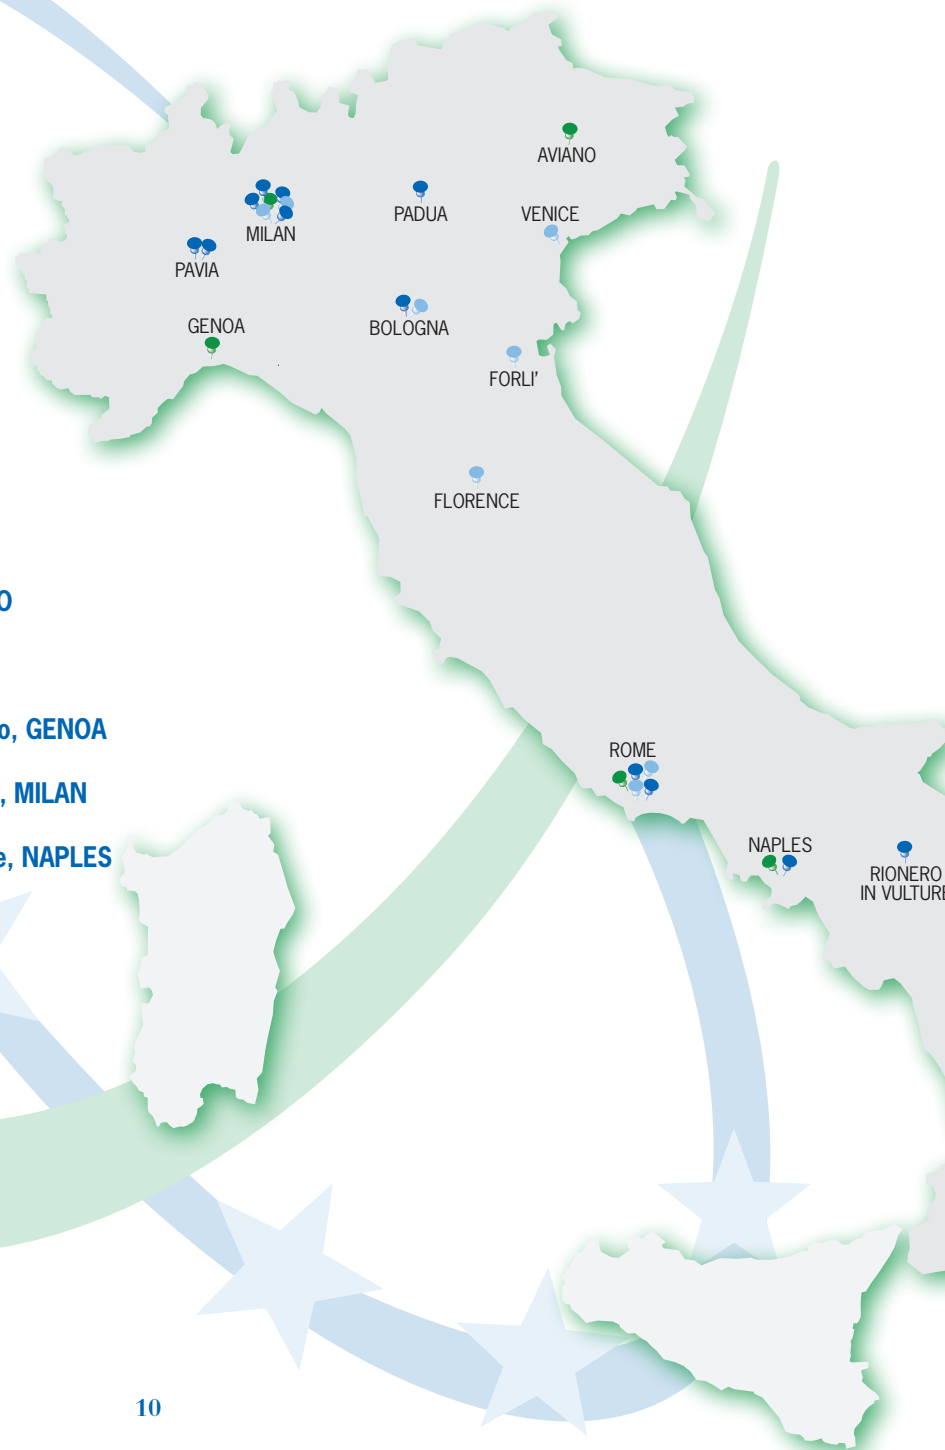 AVIANO
PADUA
VENICE
MILAN
PAVIA
GENOA
BOLOGNA
FORLI’
FLORENCE
O
o, GENOA
ROME
, MILAN
NAPLES
e, NAPLES
RIONERO
IN VULTURE
10